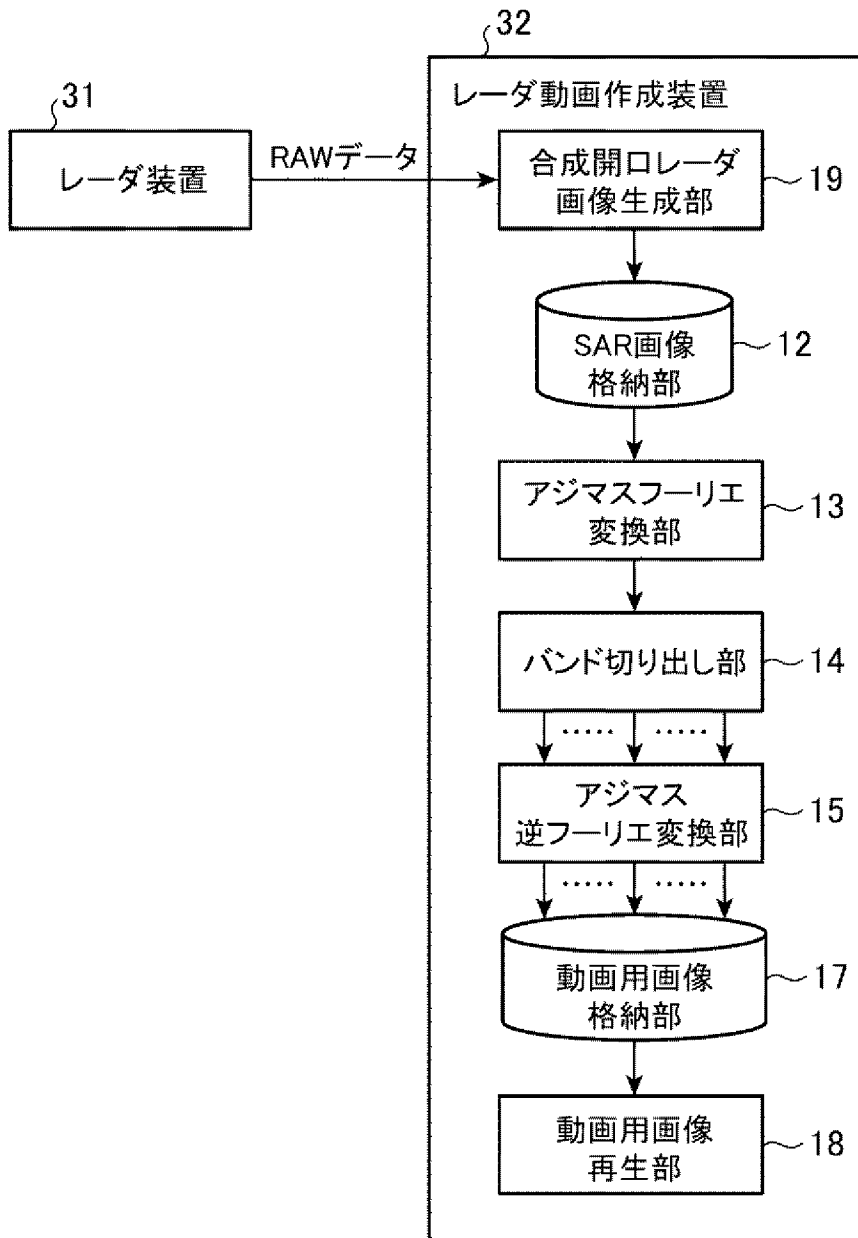 32
レーダ動画作成装置
31
レーダ装置
RAWデータ
合成開口レーダ
画像生成部
19
SAR画像
格納部
12
アジマスフーリエ
変換部
13
バンド切り出し部
14
アジマス
逆フーリエ変換部
15
動画用画像
格納部
17
動画用画像
再生部
18